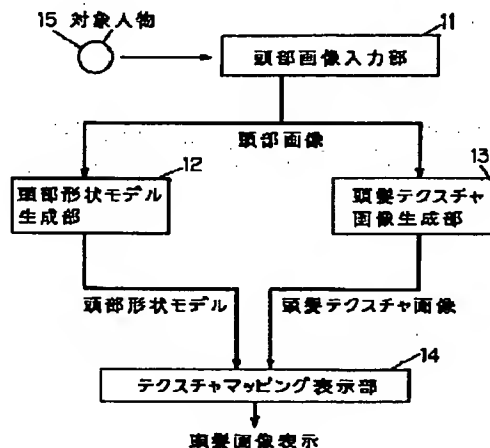 15 対象人物
11
頭部画像入力部
頭部画像
12
13
頭部形状モデル
生成部
頭髪テクスチャ
画像生成部
頭部形状モデル
頭髪テクスチャ画像
14
テクスチャマッピング表示部
頭髪画像表示